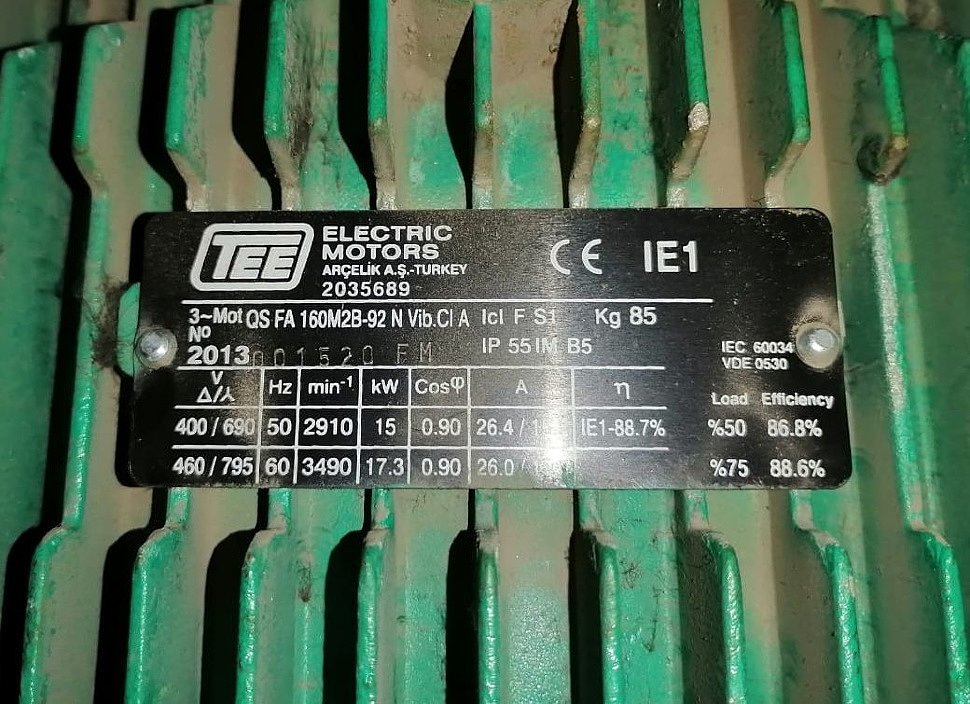 TEE
ELECTRIC
MOTORS
ARÇELİK A.Ş.-TURKEY
2035689
CE IE1
3~Mot QS FA 160M2B-92 N Vib.Cl A Icl F S1 Kg 85
Nº
2013 001520 FM IP 55 IM B5
IEC 60034
VDE 0530
V Δ/⅄ Hz min⁻¹ kW Cosφ A η
Load Efficiency
400 / 690 50 2910 15 0.90 26.4 / IE1-88.7% %50 86.8%
460 / 795 60 3490 17.3 0.90 26.0 / %75 88.6%